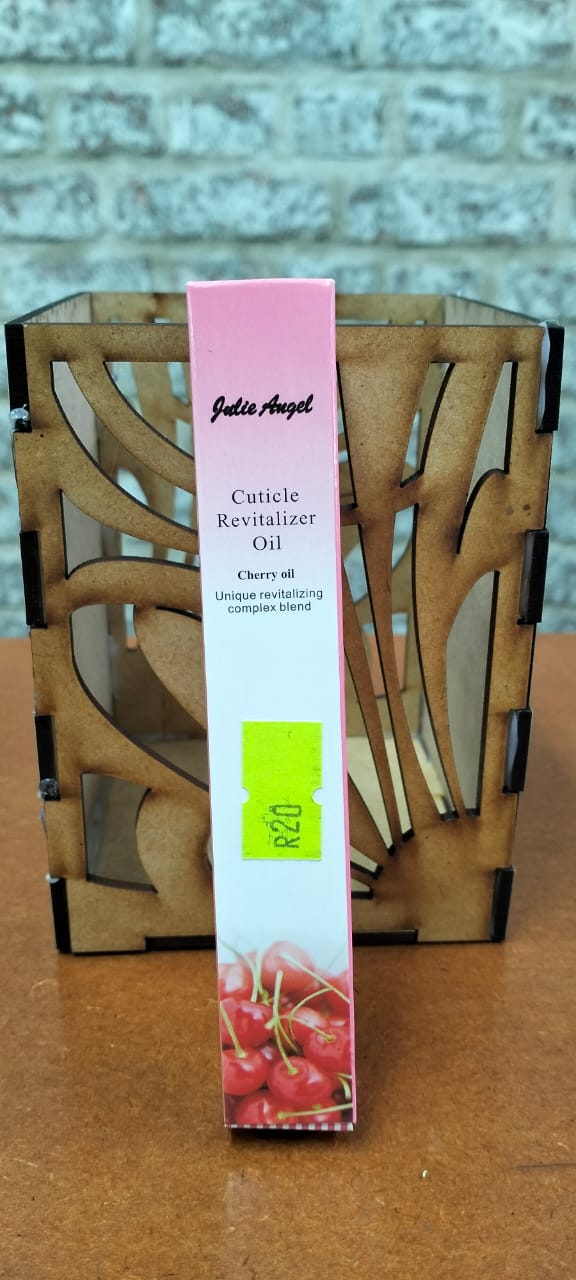 Julie Angel
Cuticle
Revitalizer
Oil
Cherry oil
Unique revitalizing
complex blend
R20